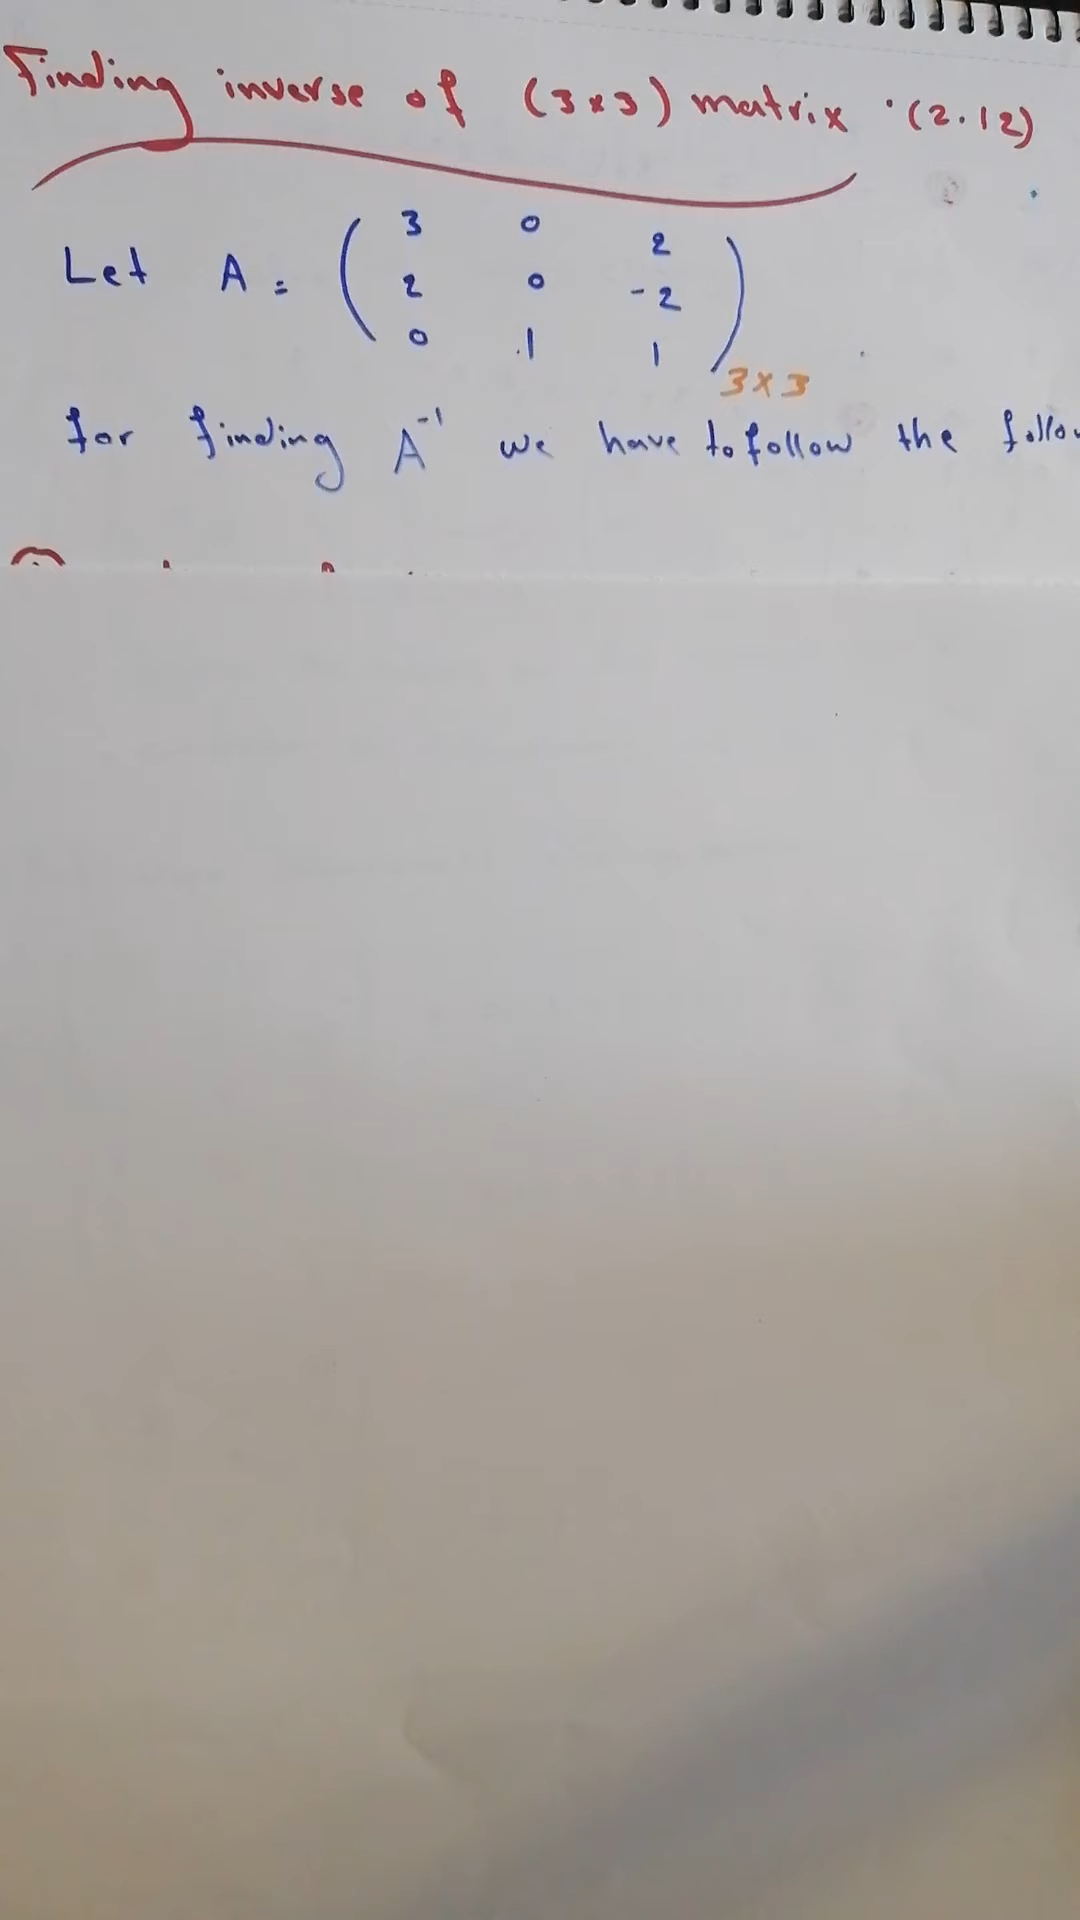 Finding inverse of (3×3) matrix (2.12)
Let A = ( 3 0 2
2 0 -2
0 1 1 ) 3×3
for finding A⁻¹ we have to follow the